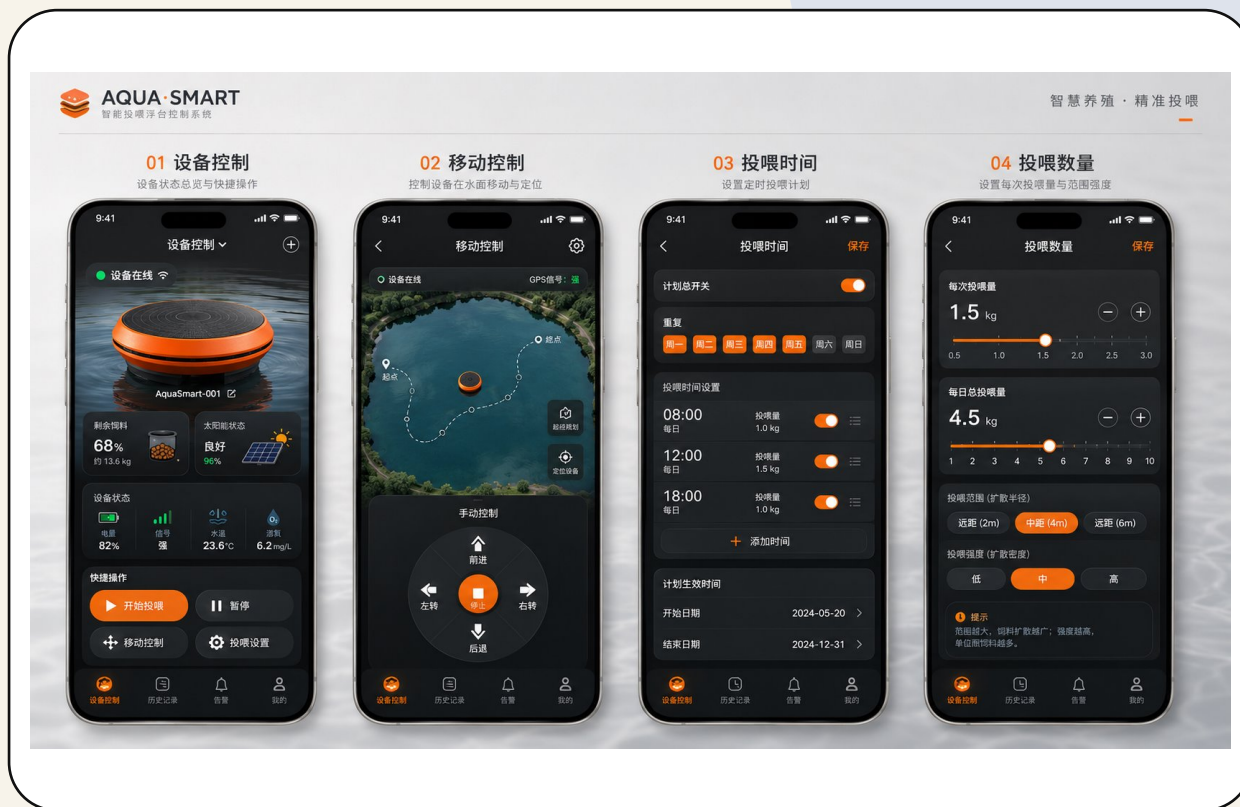 AQUA·SMART
智能投喂浮台控制系统
智慧养殖 · 精准投喂
01 设备控制
设备状态总览与快捷操作
9:41
设备控制
设备在线
AquaSmart-001
剩余饲料
68%
约 13.6 kg
太阳能状态
良好
96%
设备状态
电量
82%
信号
强
水温
23.6°C
O₂
溶氧
6.2 mg/L
快捷操作
开始投喂
暂停
移动控制
投喂设置
设备控制
历史记录
告警
我的
02 移动控制
控制设备在水面移动与定位
9:41
移动控制
设备在线
GPS信号: 强
起点
定位设备
手动控制
前进
左转
停止
右转
后退
设备控制
历史记录
告警
我的
03 投喂时间
设置定时投喂计划
9:41
投喂时间
保存
计划总开关
重复
周一 周二 周三 周四 周五 周六 周日
投喂时间设置
08:00
每日
投喂量
1.0 kg
12:00
每日
投喂量
1.5 kg
18:00
每日
投喂量
1.0 kg
+ 添加时间
计划生效时间
开始日期 2024-05-20
结束日期 2024-12-31
设备控制
历史记录
告警
我的
04 投喂数量
设置每次投喂量与范围强度
9:41
投喂数量
保存
每次投喂量
1.5 kg
0.5 1.0 1.5 2.0 2.5 3.0
每日总投喂量
4.5 kg
1 2 3 4 5 6 7 8 9 10
投喂范围 (扩散半径)
近距 (2m) 中距 (4m) 远距 (6m)
投喂强度 (扩散密度)
低 中 高
提示
范围越大，饲料扩散越广；强度越高，
饲料越多。
设备控制
历史记录
告警
我的